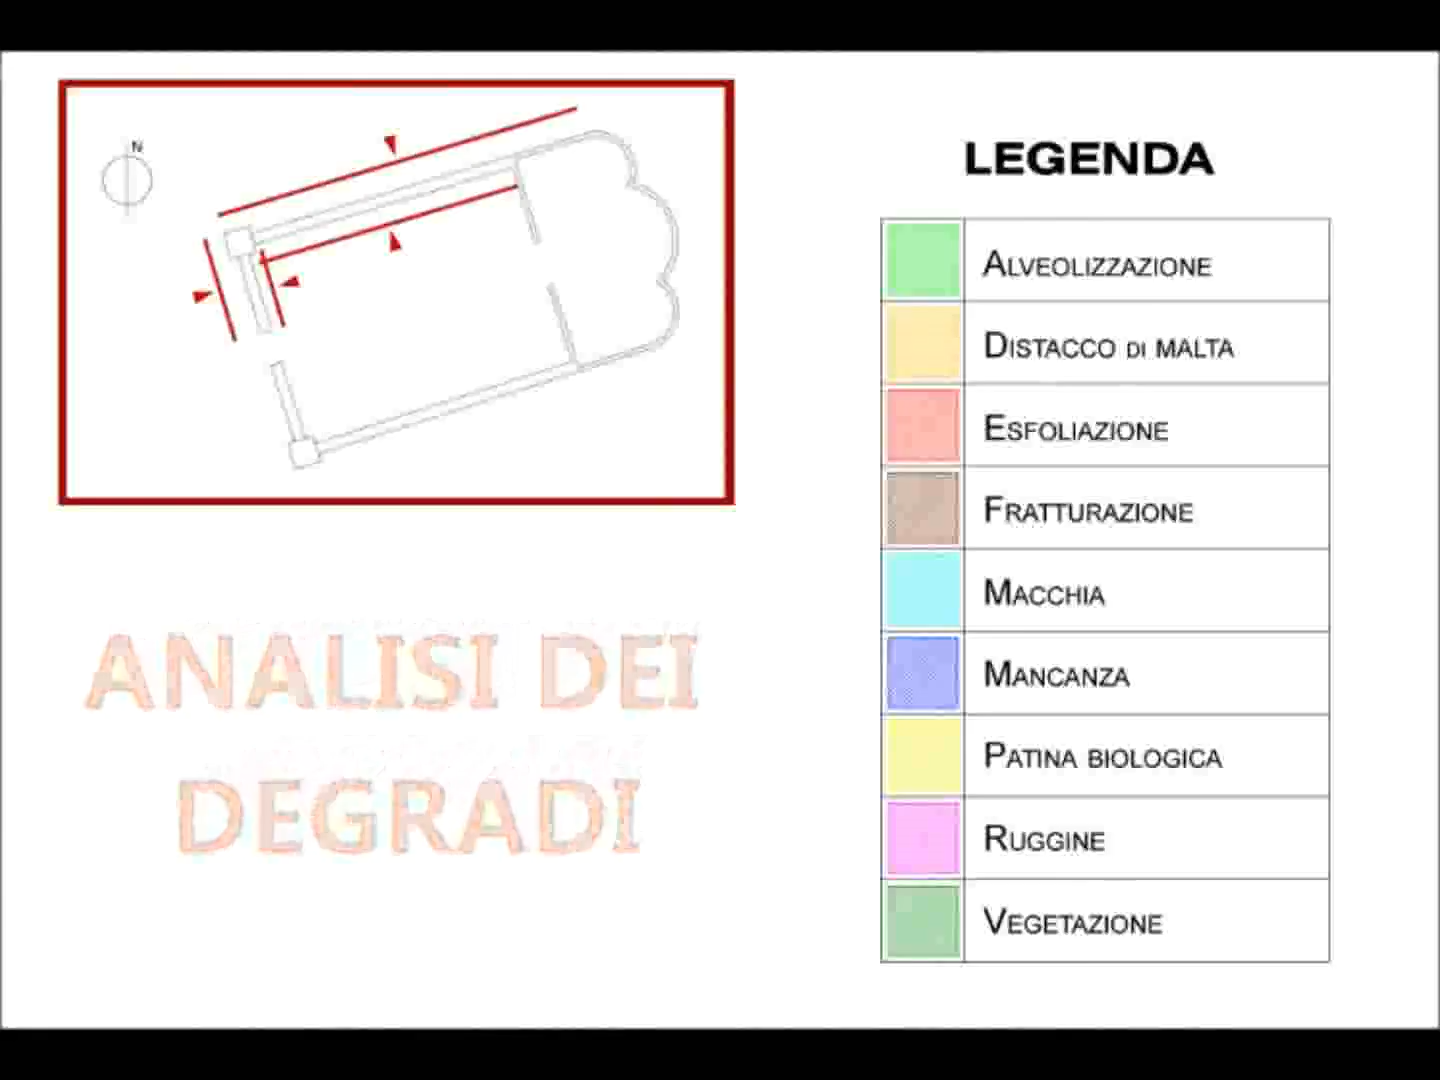 N
LEGENDA
ALVEOLIZZAZIONE
DISTACCO DI MALTA
ESFOLIAZIONE
FRATTURAZIONE
MACCHIA
MANCANZA
PATINA BIOLOGICA
RUGGINE
VEGETAZIONE
ANALISI DEI
DEGRADI